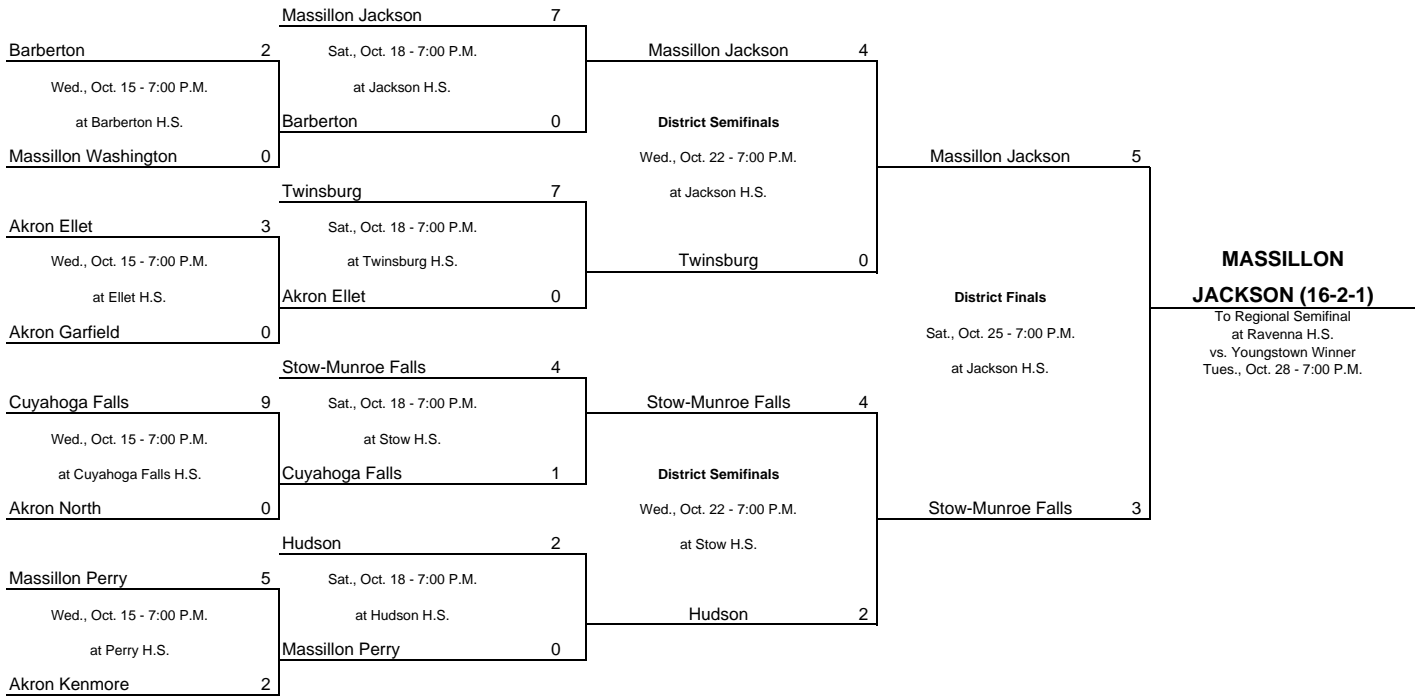 Massillon Jackson 7
Barberton 2
Sat., Oct. 18 - 7:00 P.M.
Massillon Jackson 4
Wed., Oct. 15 - 7:00 P.M.
at Jackson H.S.
at Barberton H.S.
Barberton 0
District Semifinals
Massillon Washington 0
Wed., Oct. 22 - 7:00 P.M.
Massillon Jackson 5
Twinsburg 7
at Jackson H.S.
Akron Ellet 3
Sat., Oct. 18 - 7:00 P.M.
Wed., Oct. 15 - 7:00 P.M.
at Twinsburg H.S.
Twinsburg 0
MASSILLON
at Ellet H.S.
Akron Ellet 0
District Finals
JACKSON (16-2-1)
To Regional Semifinal
Akron Garfield 0
Sat., Oct. 25 - 7:00 P.M.
at Ravenna H.S.
vs. Youngstown Winner
Stow-Munroe Falls 4
at Jackson H.S.
Tues., Oct. 28 - 7:00 P.M.
Cuyahoga Falls 9
Sat., Oct. 18 - 7:00 P.M.
Stow-Munroe Falls 4
Wed., Oct. 15 - 7:00 P.M.
at Stow H.S.
at Cuyahoga Falls H.S.
Cuyahoga Falls 1
District Semifinals
Akron North 0
Wed., Oct. 22 - 7:00 P.M.
Stow-Munroe Falls 3
Hudson 2
at Stow H.S.
Massillon Perry 5
Sat., Oct. 18 - 7:00 P.M.
Wed., Oct. 15 - 7:00 P.M.
at Hudson H.S.
Hudson 2
at Perry H.S.
Massillon Perry 0
Akron Kenmore 2